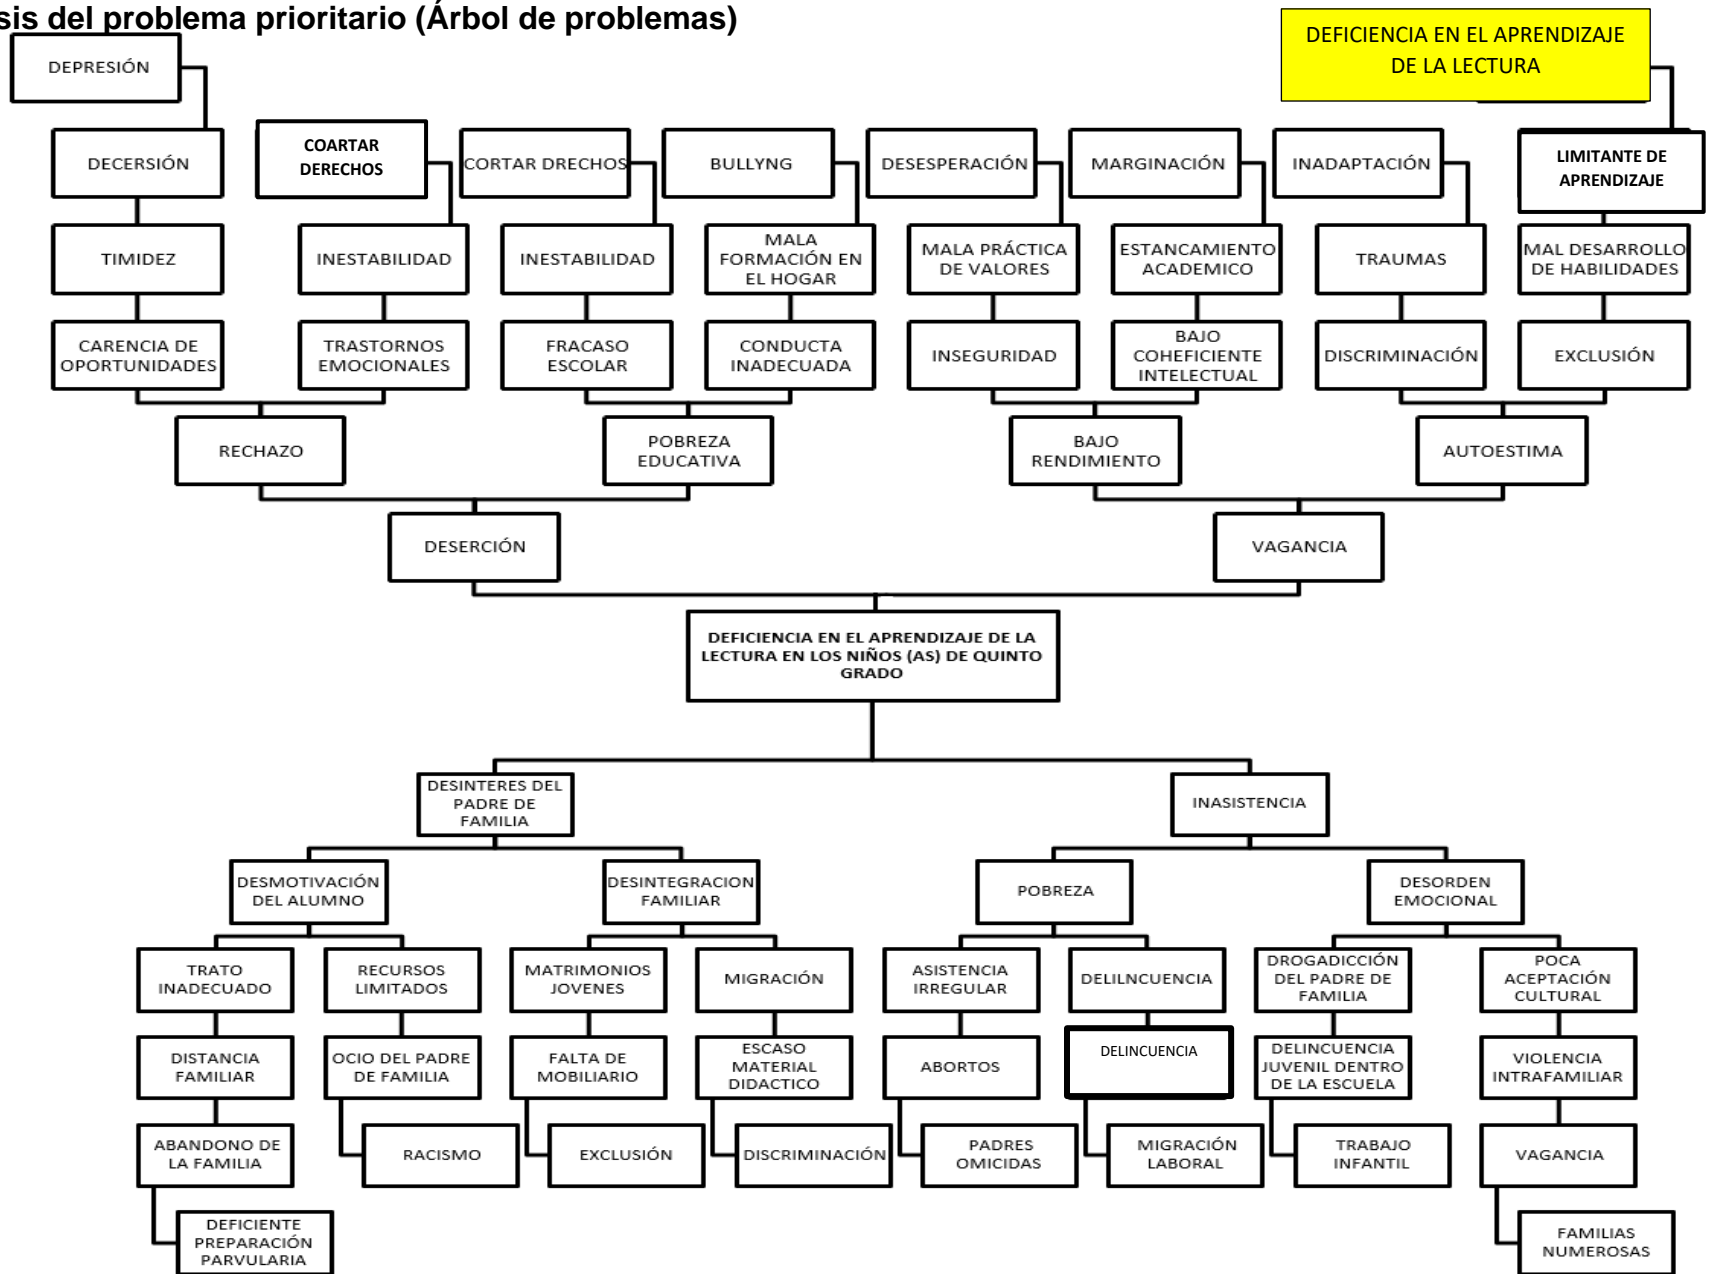 sis del problema prioritario (Árbol de problemas)
DEFICIENCIA EN EL APRENDIZAJE
DE LA LECTURA
DEPRESIÓN
DECERSIÓN
COARTAR
DERECHOS
CORTAR DRECHOS
BULLYNG
DESESPERACIÓN
MARGINACIÓN
INADAPTACIÓN
LIMITANTE DE
APRENDIZAJE
TIMIDEZ
INESTABILIDAD
INESTABILIDAD
MALA
FORMACIÓN EN
EL HOGAR
MALA PRÁCTICA
DE VALORES
ESTANCAMIENTO
ACADEMICO
TRAUMAS
MAL DESARROLLO
DE HABILIDADES
CARENCIA DE
OPORTUNIDADES
TRASTORNOS
EMOCIONALES
FRACASO
ESCOLAR
CONDUCTA
INADECUADA
INSEGURIDAD
BAJO
COHEFICIENTE
INTELECTUAL
DISCRIMINACIÓN
EXCLUSIÓN
RECHAZO
POBREZA
EDUCATIVA
BAJO
RENDIMIENTO
AUTOESTIMA
DESERCIÓN
VAGANCIA
DEFICIENCIA EN EL APRENDIZAJE DE LA
LECTURA EN LOS NIÑOS (AS) DE QUINTO
GRADO
DESINTERES DEL
PADRE DE
FAMILIA
INASISTENCIA
DESMOTIVACIÓN
DEL ALUMNO
DESINTEGRACION
FAMILIAR
POBREZA
DESORDEN
EMOCIONAL
TRATO
INADECUADO
RECURSOS
LIMITADOS
MATRIMONIOS
JOVENES
MIGRACIÓN
ASISTENCIA
IRREGULAR
DELILNCUENCIA
DROGADICCIÓN
DEL PADRE DE
FAMILIA
POCA
ACEPTACIÓN
CULTURAL
DISTANCIA
FAMILIAR
OCIO DEL PADRE
DE FAMILIA
FALTA DE
MOBILIARIO
ESCASO
MATERIAL
DIDACTICO
ABORTOS
DELINCUENCIA
DELINCUENCIA
JUVENIL DENTRO
DE LA ESCUELA
VIOLENCIA
INTRAFAMILIAR
ABANDONO DE
LA FAMILIA
RACISMO
EXCLUSIÓN
DISCRIMINACIÓN
PADRES
OMICIDAS
MIGRACIÓN
LABORAL
TRABAJO
INFANTIL
VAGANCIA
DEFICIENTE
PREPARACIÓN
PARVULARIA
FAMILIAS
NUMEROSAS